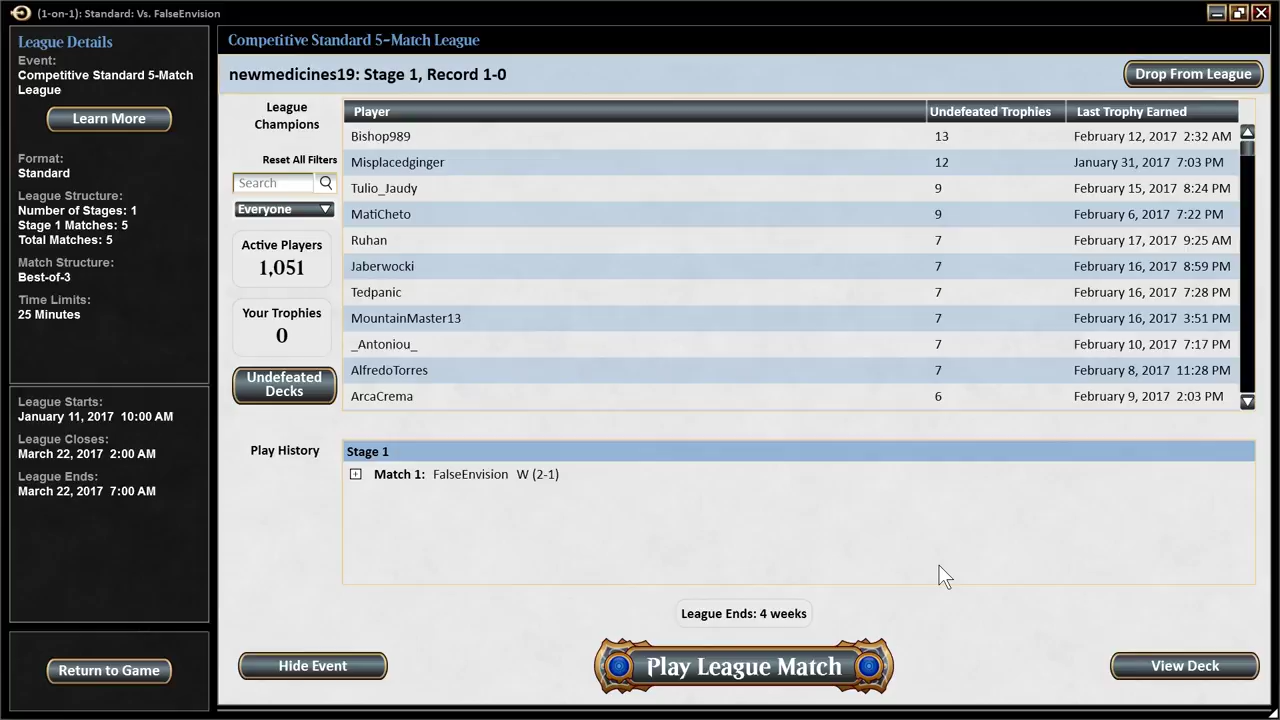 (1-on-1): Standard: Vs. FalseEnvision
League Details
Event:
Competitive Standard 5-Match
League
Learn More
Format:
Standard
League Structure:
Number of Stages: 1
Stage 1 Matches: 5
Total Matches: 5
Match Structure:
Best-of-3
Time Limits:
25 Minutes
League Starts:
January 11, 2017 10:00 AM
League Closes:
March 22, 2017 2:00 AM
League Ends:
March 22, 2017 7:00 AM
Return to Game
Competitive Standard 5-Match League
newmedicines19: Stage 1, Record 1-0
Drop From League
League
Champions
Reset All Filters
Search
Everyone
Active Players
1,051
Your Trophies
0
Undefeated
Decks
Player Undefeated Trophies Last Trophy Earned
Bishop989 13 February 12, 2017 2:32 AM
Misplacedginger 12 January 31, 2017 7:03 PM
Tulio_Jaudy 9 February 15, 2017 8:24 PM
MatiCheto 9 February 6, 2017 7:22 PM
Ruhan 7 February 17, 2017 9:25 AM
Jaberwocki 7 February 16, 2017 8:59 PM
Tedpanic 7 February 16, 2017 7:28 PM
MountainMaster13 7 February 16, 2017 3:51 PM
_Antoniou_ 7 February 10, 2017 7:17 PM
AlfredoTorres 7 February 8, 2017 11:28 PM
ArcaCrema 6 February 9, 2017 2:03 PM
Play History
Stage 1
Match 1: FalseEnvision W (2-1)
League Ends: 4 weeks
Hide Event
Play League Match
View Deck